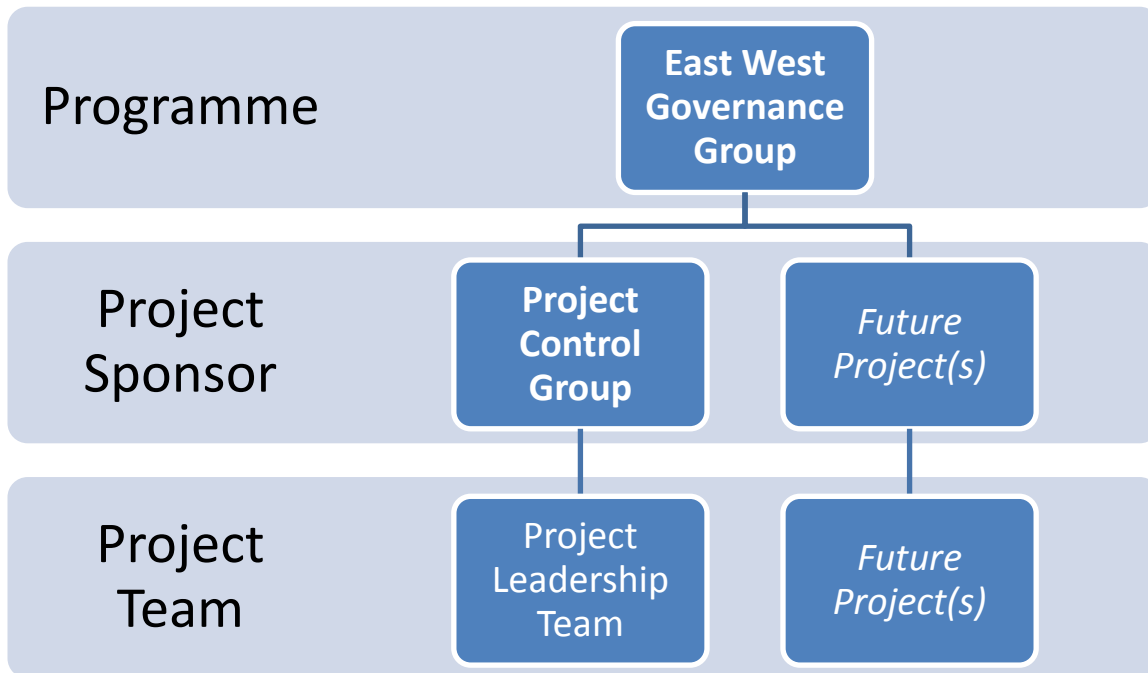 Programme
East West
Governance
Group
Project
Sponsor
Project
Control
Group
Future
Project(s)
Project
Team
Project
Leadership
Team
Future
Project(s)